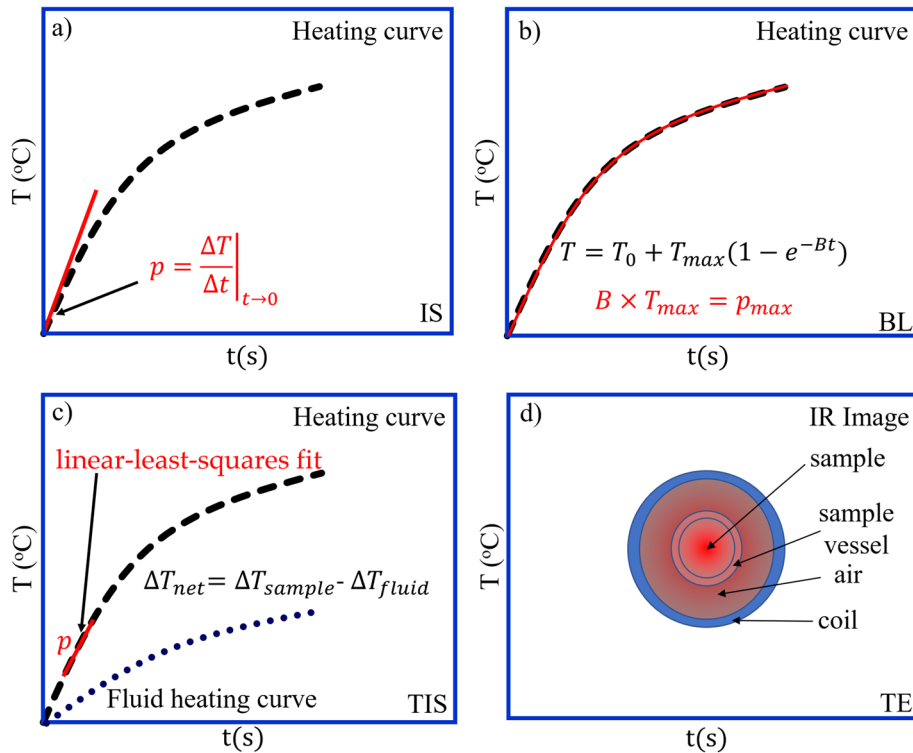 a)
Heating curve
T (°C)
p = ΔT/Δt|t→0
IS
t(s)
b)
Heating curve
T (°C)
T = T₀ + Tmax(1 − e^−Bt)
B × Tmax = pmax
BL
t(s)
c)
Heating curve
linear-least-squares fit
T (°C)
ΔTnet= ΔTsample- ΔTfluid
p
Fluid heating curve
TIS
t(s)
d)
IR Image
sample
sample
vessel
air
coil
T (°C)
TE
t(s)